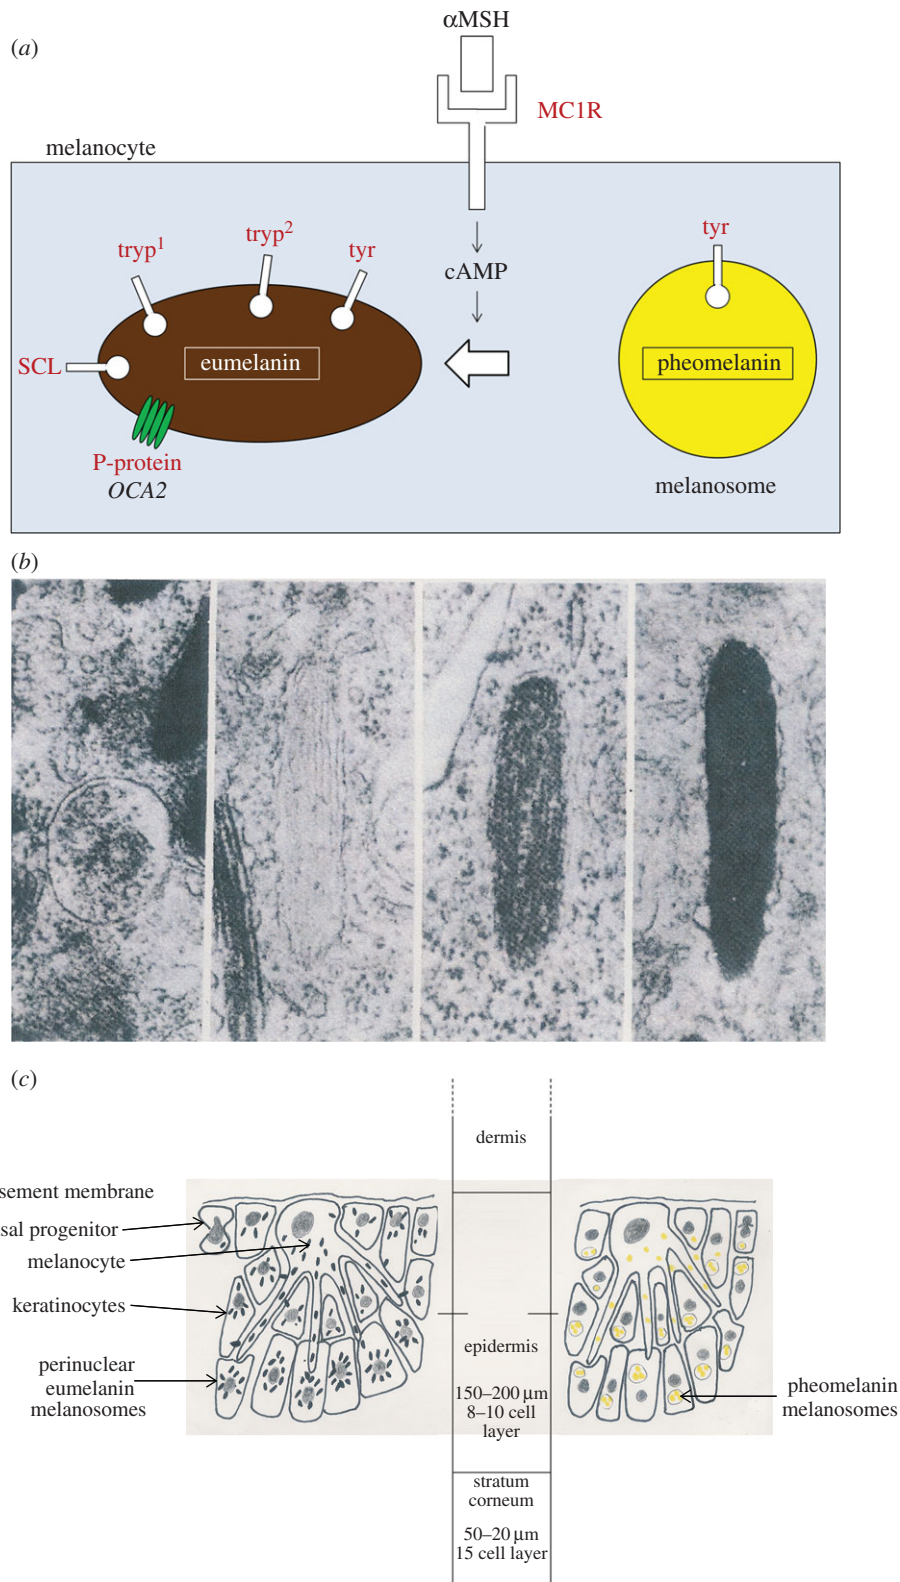 (a)
αMSH
MC1R
melanocyte
tryp¹
tryp²
tyr
tyr
cAMP
SCL
eumelanin
pheomelanin
P-protein
OCA2
melanosome
(b)
(c)
dermis
sement membrane
sal progenitor
melanocyte
keratinocytes
perinuclear
eumelanin
melanosomes
epidermis
150–200 μm
8–10 cell
layer
pheomelanin
melanosomes
stratum
corneum
50–20 μm
15 cell layer